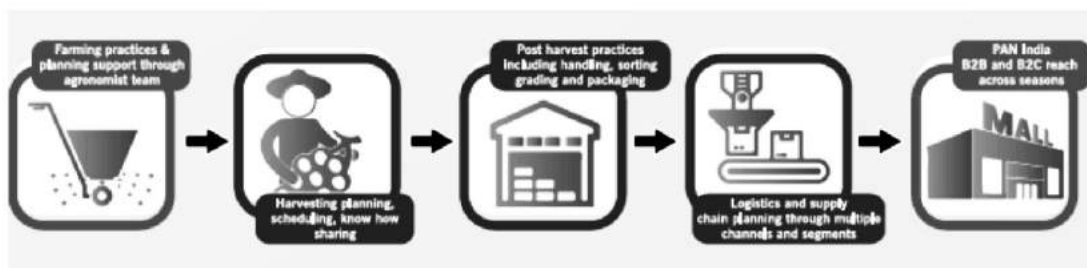 Farming practices &
planning support through
agronomist team
Harvesting planning,
scheduling, know how
sharing
Post harvest practices
including handling, sorting
grading and packaging
Logistics and supply
chain planning through multiple
channels and segments
PAN India
B2B and B2C reach
across seasons
MALL